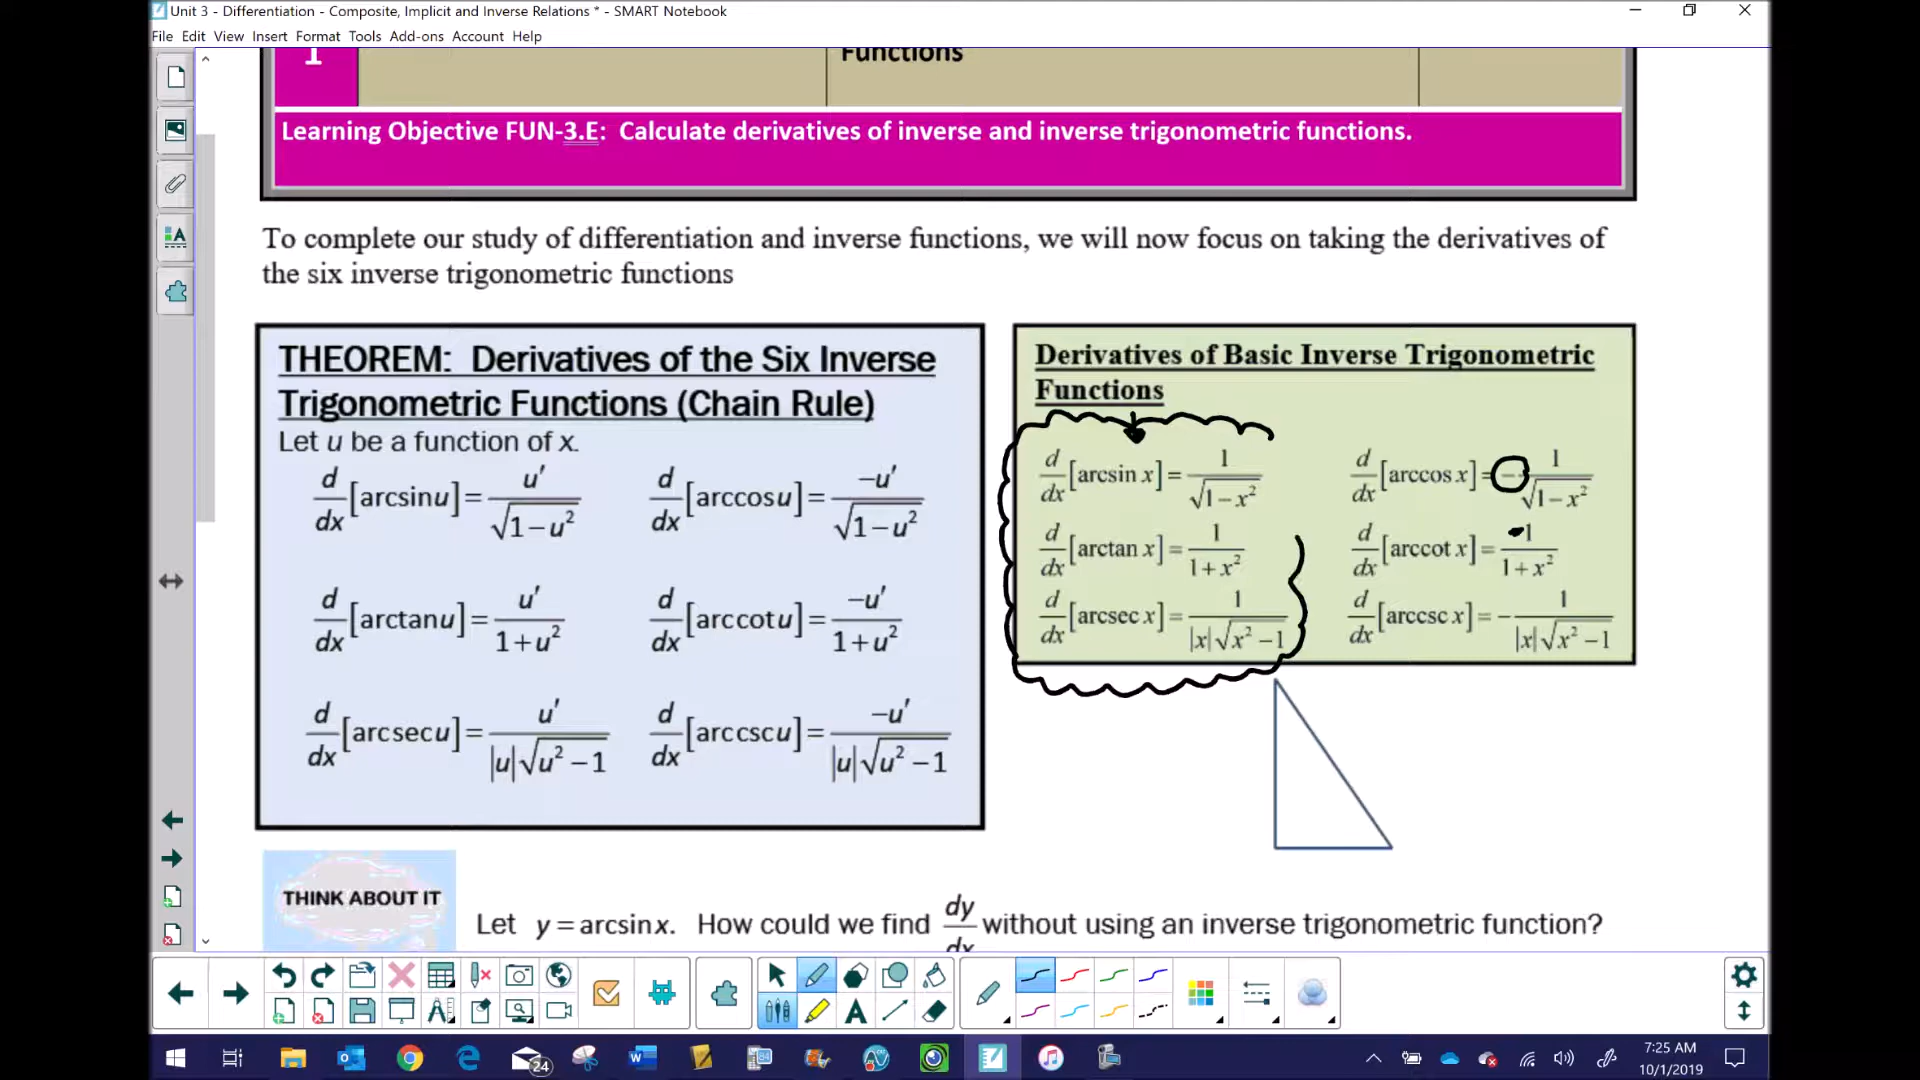 Unit 3 - Differentiation - Composite, Implicit and Inverse Relations * - SMART Notebook
File Edit View Insert Format Tools Add-ons Account Help
1
Functions
Learning Objective FUN-3.E: Calculate derivatives of inverse and inverse trigonometric functions.
To complete our study of differentiation and inverse functions, we will now focus on taking the derivatives of
the six inverse trigonometric functions
THEOREM: Derivatives of the Six Inverse
Trigonometric Functions (Chain Rule)
Let u be a function of x.
d/dx [arcsinu] = u′/√(1−u²)
d/dx [arccosu] = −u′/√(1−u²)
d/dx [arctanu] = u′/(1+u²)
d/dx [arccotu] = −u′/(1+u²)
d/dx [arcsecu] = u′/(|u|√(u²−1))
d/dx [arccscu] = −u′/(|u|√(u²−1))
Derivatives of Basic Inverse Trigonometric
Functions
d/dx [arcsin x] = 1/√(1−x²)
d/dx [arccos x] = − 1/√(1−x²)
d/dx [arctan x] = 1/(1+x²)
d/dx [arccot x] = -1/(1+x²)
d/dx [arcsec x] = 1/(|x|√(x²−1))
d/dx [arccsc x] = − 1/(|x|√(x²−1))
THINK ABOUT IT
Let y = arcsin x. How could we find dy/dx without using an inverse trigonometric function?
24
7:25 AM
10/1/2019